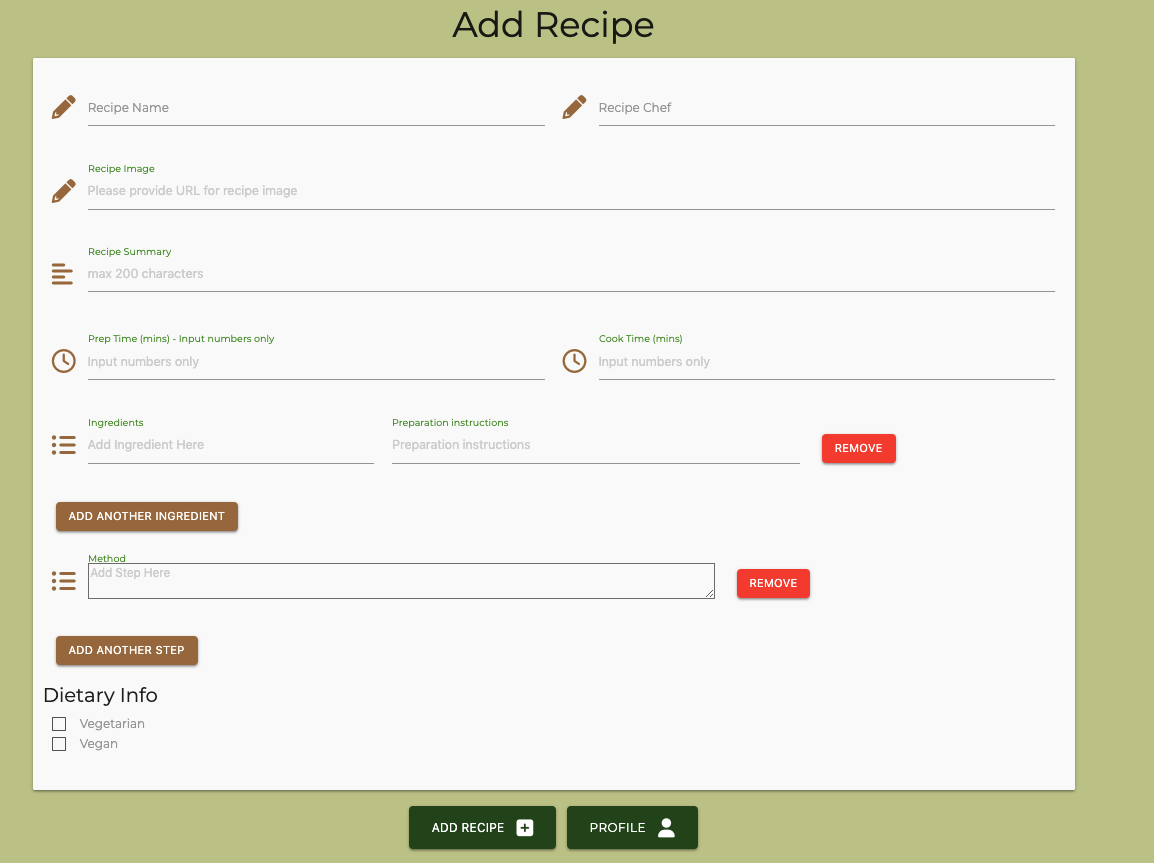 Add Recipe
Recipe Name
Recipe Chef
Recipe Image
Please provide URL for recipe image
Recipe Summary
max 200 characters
Prep Time (mins) - Input numbers only
Input numbers only
Cook Time (mins)
Input numbers only
Ingredients
Add Ingredient Here
Preparation instructions
Preparation instructions
REMOVE
ADD ANOTHER INGREDIENT
Method
Add Step Here
REMOVE
ADD ANOTHER STEP
Dietary Info
Vegetarian
Vegan
ADD RECIPE
PROFILE